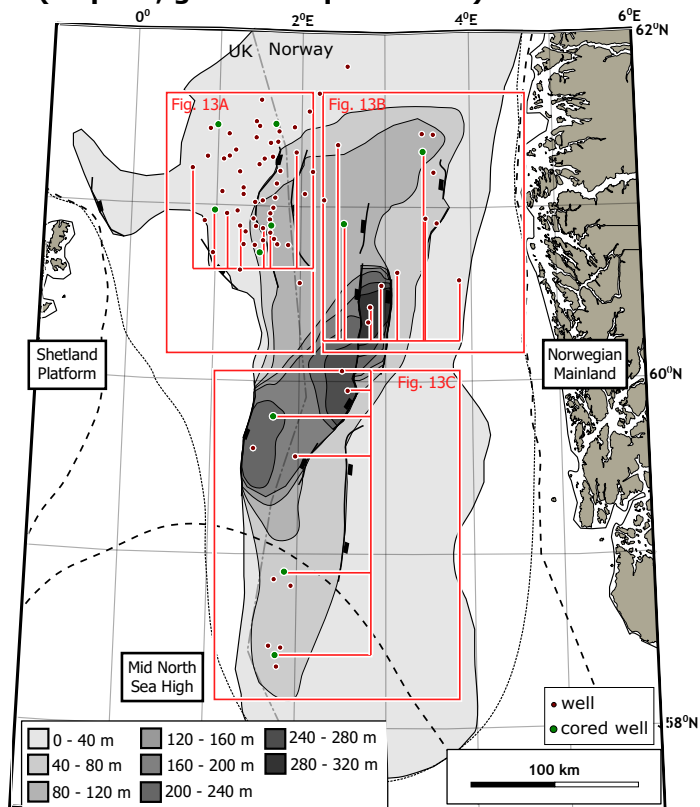 0⁰
2⁰E
4⁰E
6⁰E
62⁰N
UK Norway
Fig. 13A
Fig. 13B
Shetland
Platform
Norwegian
Mainland
60⁰N
Fig. 13C
Mid North
Sea High
well
cored well
58⁰N
0 - 40 m
120 - 160 m
240 - 280 m
40 - 80 m
160 - 200 m
280 - 320 m
80 - 120 m
200 - 240 m
100 km